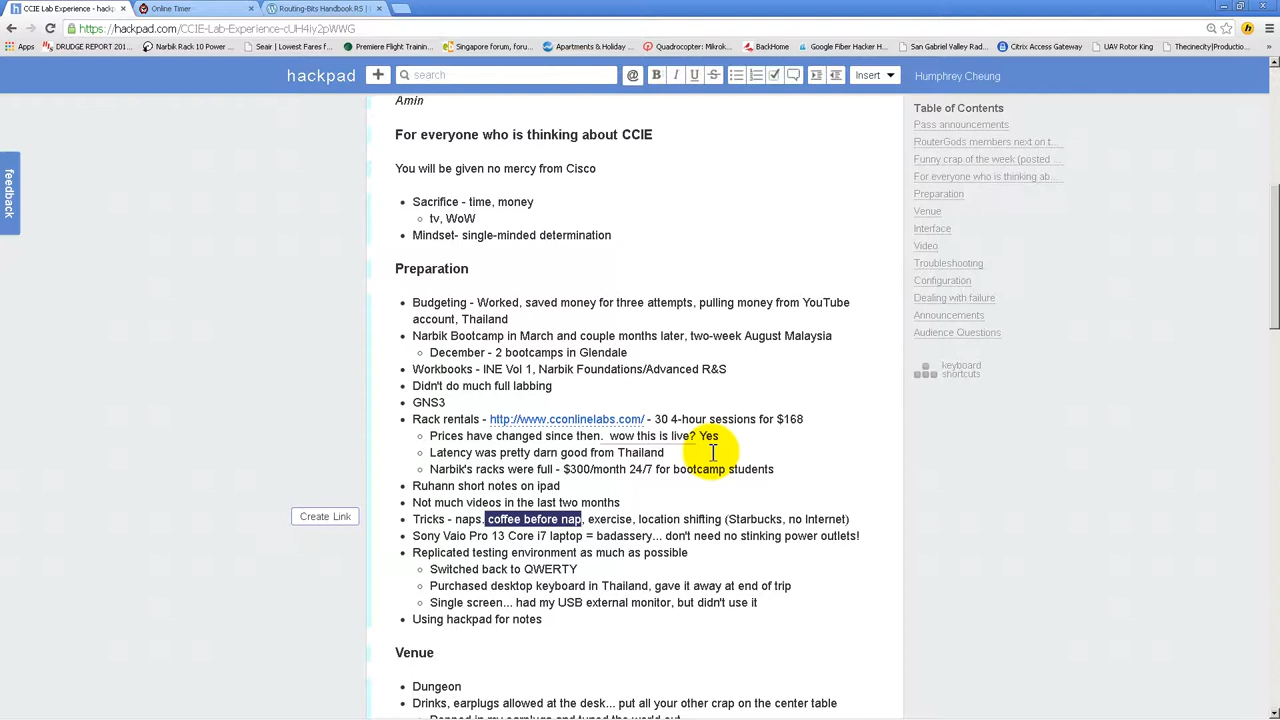 CCIE Lab Experience - hackp
Online Timer
Routing-Bits Handbook RS |
https://hackpad.com/CCIE-Lab-Experience-cUH4iy2pWWG
Apps
DRUDGE REPORT 201...
Narbik Rack 10 Power ...
Seair | Lowest Fares f...
Premiere Flight Trainin...
Singapore forum, foru...
Apartments & Holiday ...
Quadrocopter: Mikrok...
BackHome
Google Fiber Hacker H...
San Gabriel Valley Rad...
Citrix Access Gateway
UAV Rotor King
Thecinecity|Productio...
hackpad
+
search
@
B
I
U
S
Insert
Humphrey Cheung
feedback
Amin
For everyone who is thinking about CCIE
You will be given no mercy from Cisco
Sacrifice - time, money
tv, WoW
Mindset- single-minded determination
Preparation
Budgeting - Worked, saved money for three attempts, pulling money from YouTube
account, Thailand
Narbik Bootcamp in March and couple months later, two-week August Malaysia
December - 2 bootcamps in Glendale
Workbooks - INE Vol 1, Narbik Foundations/Advanced R&S
Didn't do much full labbing
GNS3
Rack rentals - http://www.cconlinelabs.com/ - 30 4-hour sessions for $168
Prices have changed since then. wow this is live? Yes
Latency was pretty darn good from Thailand
Narbik's racks were full - $300/month 24/7 for bootcamp students
Ruhann short notes on ipad
Not much videos in the last two months
Create Link
Tricks - naps, coffee before nap, exercise, location shifting (Starbucks, no Internet)
Sony Vaio Pro 13 Core i7 laptop = badassery... don't need no stinking power outlets!
Replicated testing environment as much as possible
Switched back to QWERTY
Purchased desktop keyboard in Thailand, gave it away at end of trip
Single screen... had my USB external monitor, but didn't use it
Using hackpad for notes
Venue
Dungeon
Drinks, earplugs allowed at the desk... put all your other crap on the center table
Table of Contents
Pass announcements
RouterGods members next on t...
Funny crap of the week (posted ...
For everyone who is thinking ab...
Preparation
Venue
Interface
Video
Troubleshooting
Configuration
Dealing with failure
Announcements
Audience Questions
keyboard
shortcuts